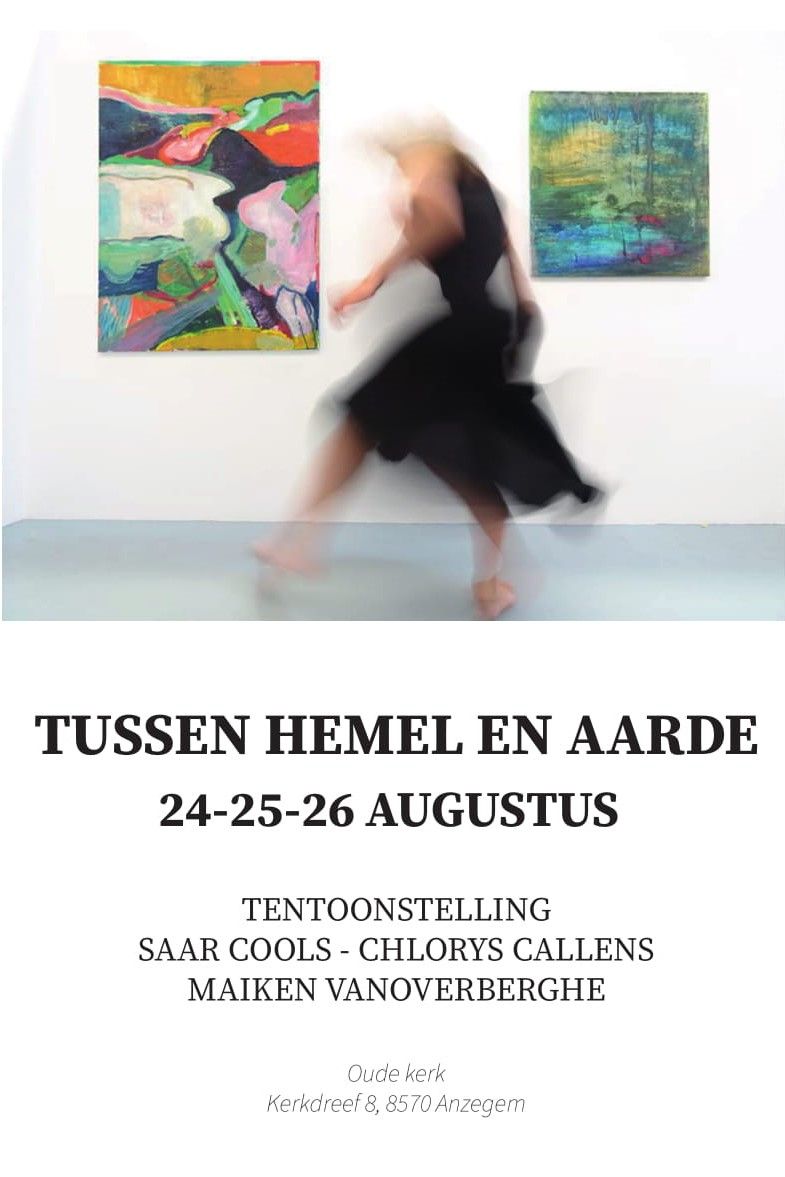 TUSSEN HEMEL EN AARDE
24-25-26 AUGUSTUS
TENTOONSTELLING
SAAR COOLS - CHLORYS CALLENS
MAIKEN VANOVERBERGHE
Oude kerk
Kerkdreef 8, 8570 Anzegem